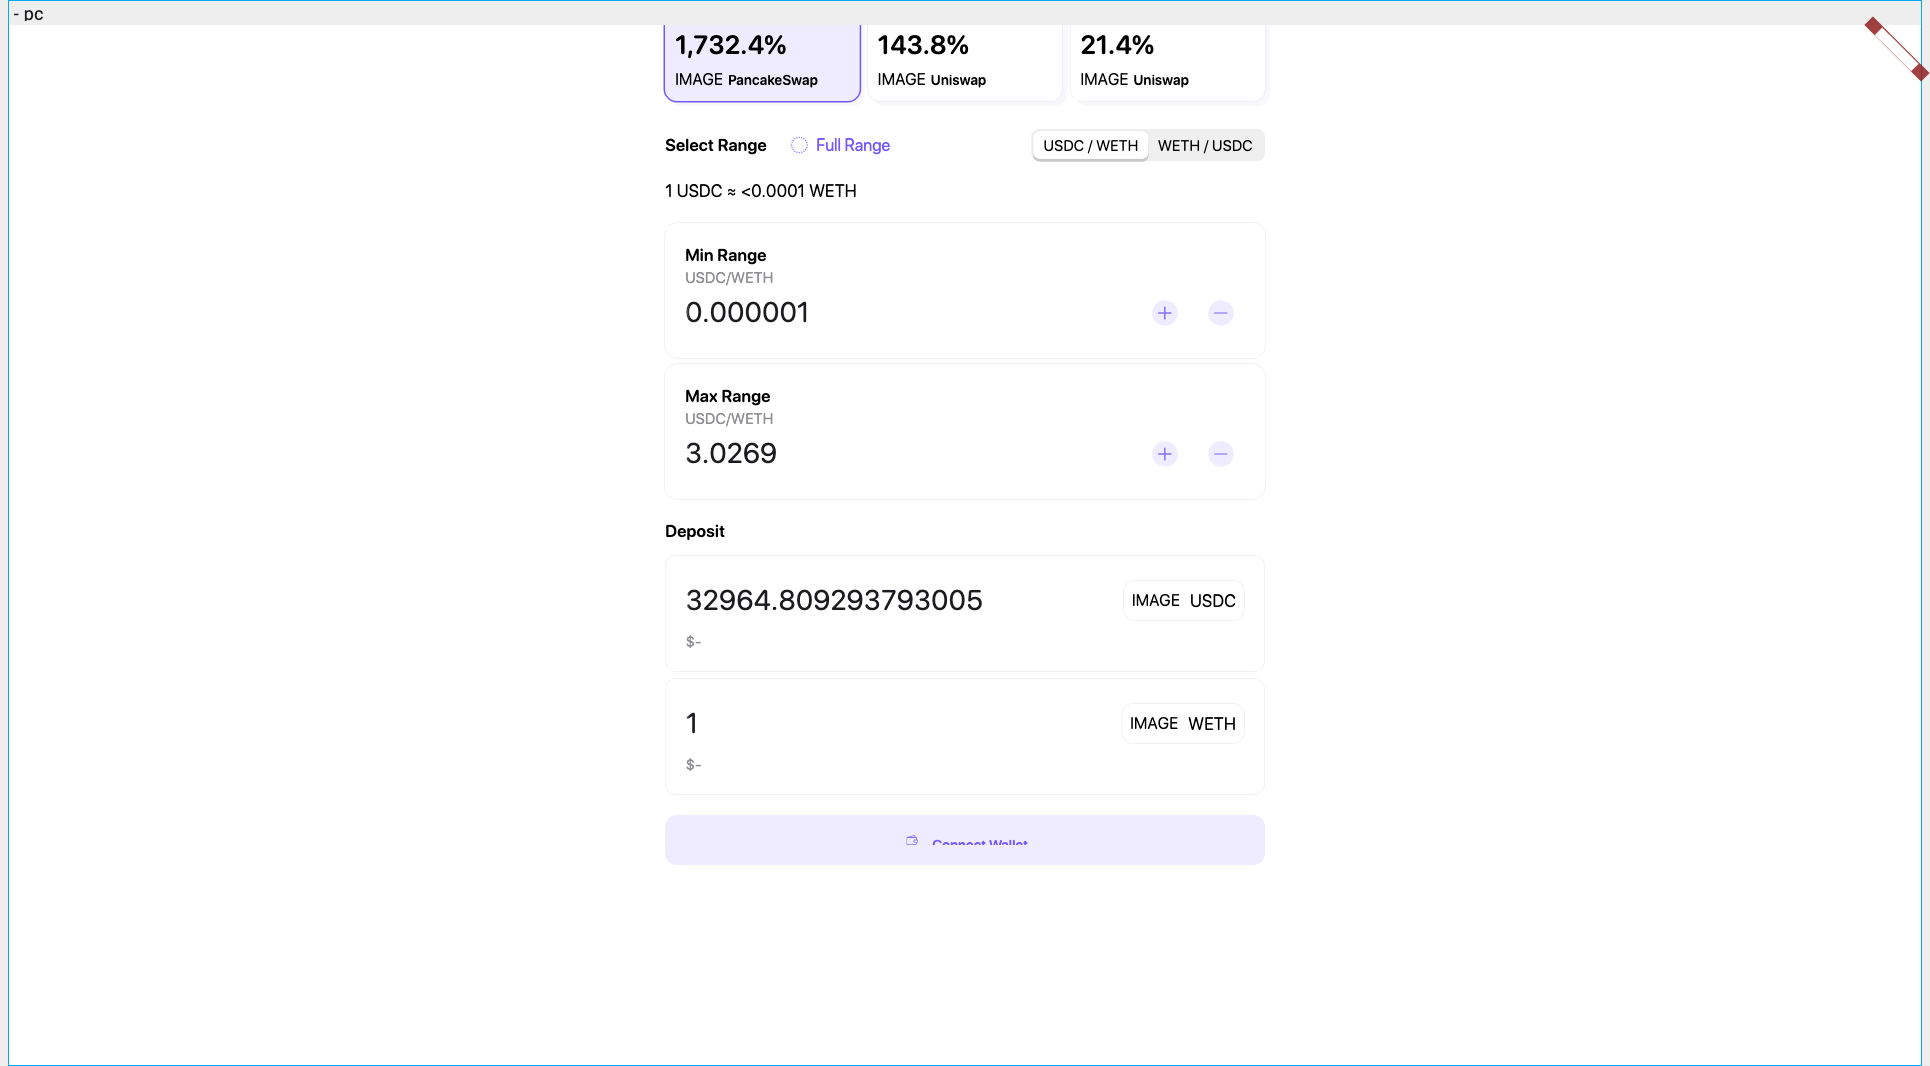 - pc
1,732.4% 143.8% 21.4%
IMAGE PancakeSwap IMAGE Uniswap IMAGE Uniswap
Select Range Full Range USDC / WETH WETH / USDC
1 USDC ≈ <0.0001 WETH
Min Range
USDC/WETH
0.000001
Max Range
USDC/WETH
3.0269
Deposit
32964.809293793005 IMAGE USDC
$-
1 IMAGE WETH
$-
Connect Wallet